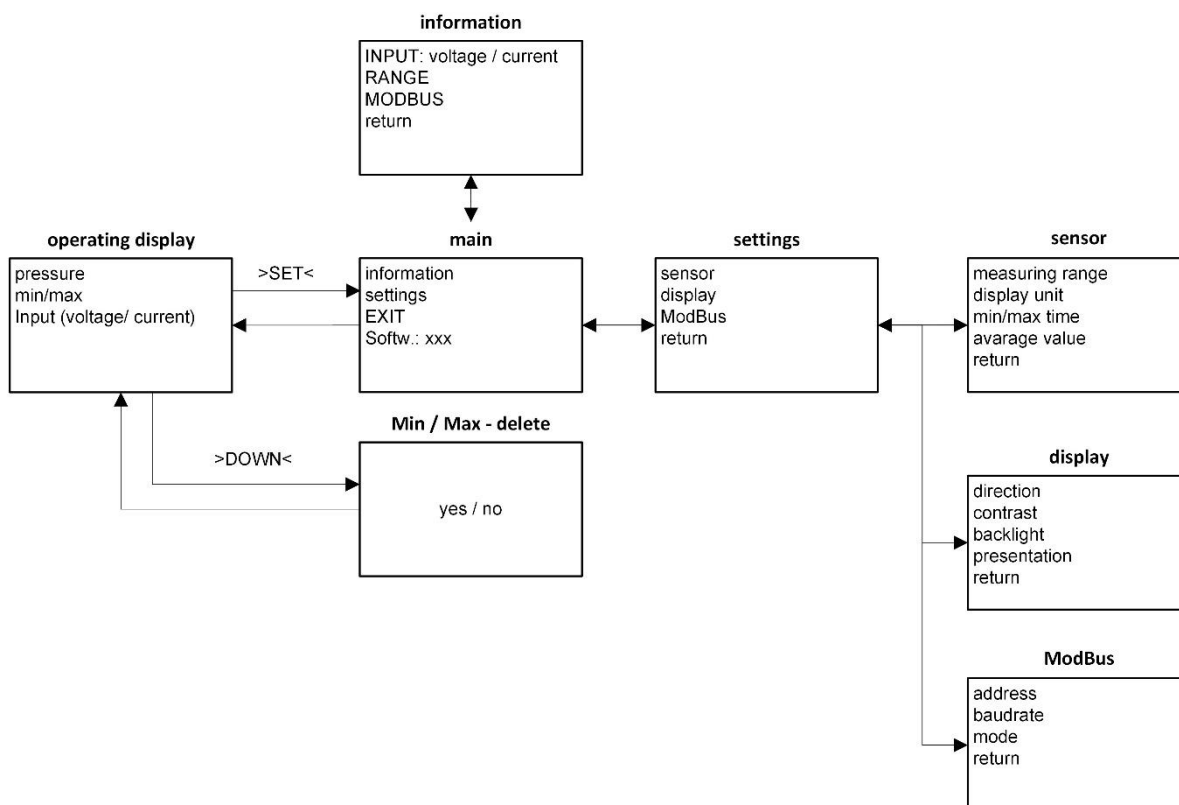 information
INPUT: voltage / current
RANGE
MODBUS
return
operating display
pressure
min/max
Input (voltage/ current)
>SET<
main
information
settings
EXIT
Softw.: xxx
settings
sensor
display
ModBus
return
sensor
measuring range
display unit
min/max time
avarage value
return
>DOWN<
Min / Max - delete
yes / no
display
direction
contrast
backlight
presentation
return
ModBus
address
baudrate
mode
return